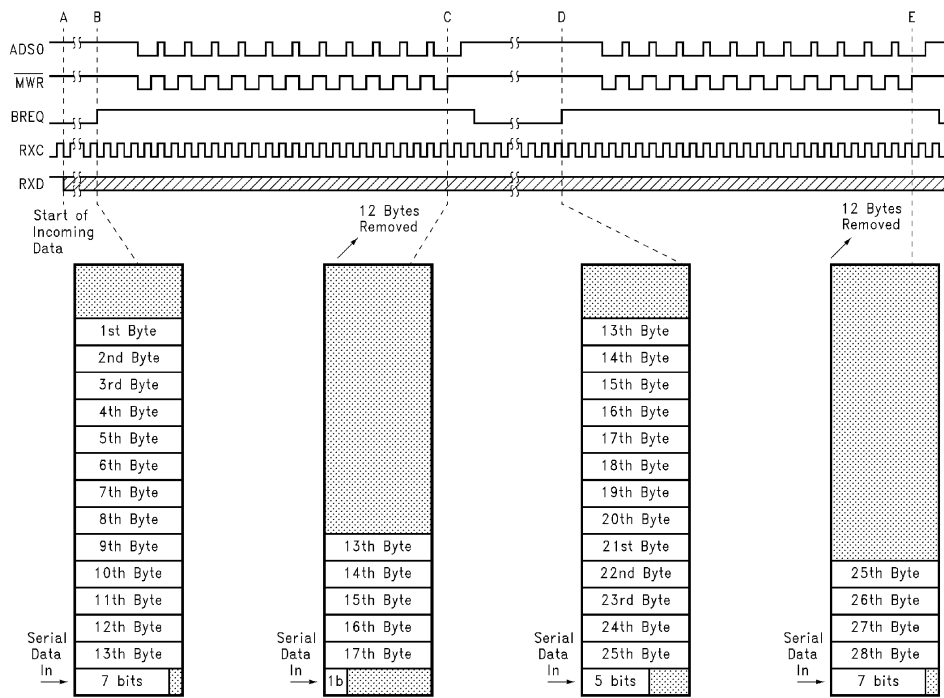 A B C D E
ADS0
MWR
BREQ
RXC
RXD
Start of
Incoming
Data
12 Bytes
Removed
12 Bytes
Removed
1st Byte
2nd Byte
3rd Byte
4th Byte
5th Byte
6th Byte
7th Byte
8th Byte
9th Byte
10th Byte
11th Byte
12th Byte
13th Byte
Serial
Data
In
7 bits
13th Byte
14th Byte
15th Byte
16th Byte
17th Byte
Serial
Data
In
1b
13th Byte
14th Byte
15th Byte
16th Byte
17th Byte
18th Byte
19th Byte
20th Byte
21st Byte
22nd Byte
23rd Byte
24th Byte
25th Byte
Serial
Data
In
5 bits
25th Byte
26th Byte
27th Byte
28th Byte
Serial
Data
In
7 bits